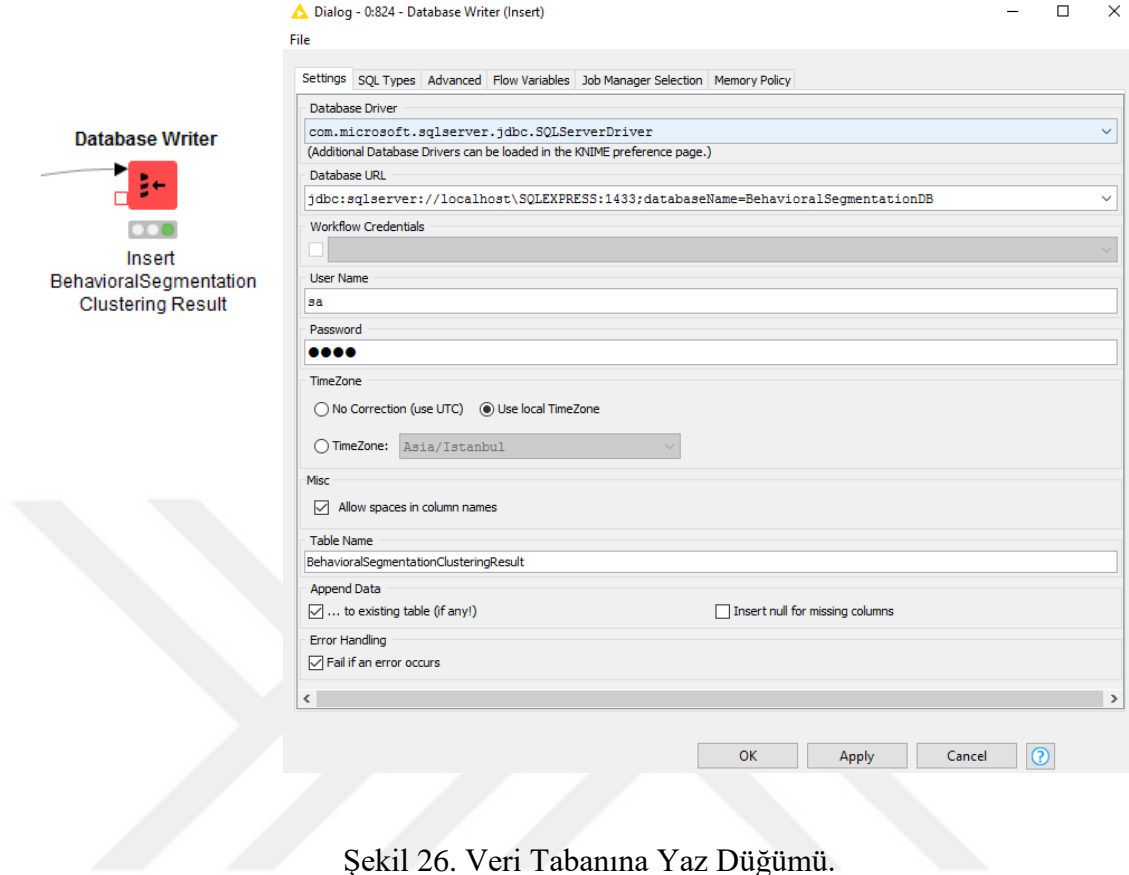 Dialog - 0:824 - Database Writer (Insert)
File
Settings SQL Types Advanced Flow Variables Job Manager Selection Memory Policy
Database Driver
com.microsoft.sqlserver.jdbc.SQLServerDriver
(Additional Database Drivers can be loaded in the KNIME preference page.)
Database URL
jdbc:sqlserver://localhost\SQLEXPRESS:1433;databaseName=BehavioralSegmentationDB
Workflow Credentials
User Name
sa
Password
●●●●
TimeZone
No Correction (use UTC) Use local TimeZone
TimeZone: Asia/Istanbul
Misc
Allow spaces in column names
Table Name
BehavioralSegmentationClusteringResult
Append Data
... to existing table (if any!) Insert null for missing columns
Error Handling
Fail if an error occurs
OK Apply Cancel ?
Database Writer
Insert
BehavioralSegmentation
Clustering Result
Şekil 26. Veri Tabanına Yaz Düğümü.